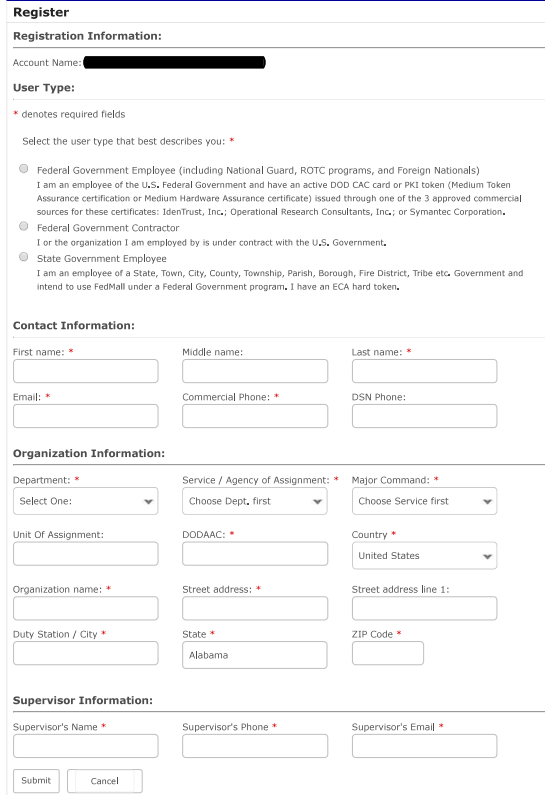 Register
Registration Information:
Account Name:
User Type:
* denotes required fields
Select the user type that best describes you: *
Federal Government Employee (including National Guard, ROTC programs, and Foreign Nationals)
I am an employee of the U.S. Federal Government and have an active DOD CAC card or PKI token (Medium Token
Assurance certification or Medium Hardware Assurance certificate) issued through one of the 3 approved commercial
sources for these certificates: IdenTrust, Inc.; Operational Research Consultants, Inc.; or Symantec Corporation.
Federal Government Contractor
I or the organization I am employed by is under contract with the U.S. Government.
State Government Employee
I am an employee of a State, Town, City, County, Township, Parish, Borough, Fire District, Tribe etc. Government and
intend to use FedMall under a Federal Government program. I have an ECA hard token.
Contact Information:
First name: * Middle name: Last name: *
Email: * Commercial Phone: * DSN Phone:
Organization Information:
Department: * Service / Agency of Assignment: * Major Command: *
Select One: Choose Dept. first Choose Service first
Unit Of Assignment: DODAAC: * Country *
United States
Organization name: * Street address: * Street address line 1:
Duty Station / City * State * ZIP Code *
Alabama
Supervisor Information:
Supervisor's Name * Supervisor's Phone * Supervisor's Email *
Submit Cancel